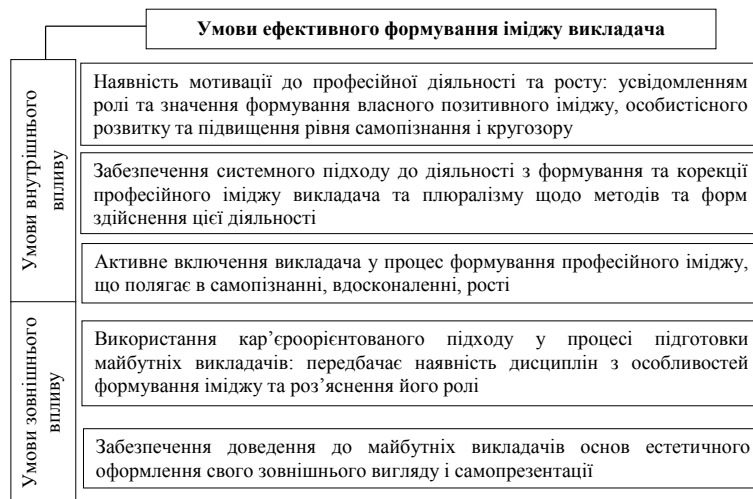 Умови ефективного формування іміджу викладача
Умови внутрішнього
впливу
Наявність мотивації до професійної діяльності та росту: усвідомленням
ролі та значення формування власного позитивного іміджу, особистісного
розвитку та підвищення рівня самопізнання і кругозору
Забезпечення системного підходу до діяльності з формування та корекції
професійного іміджу викладача та плюралізму щодо методів та форм
здійснення цієї діяльності
Активне включення викладача у процес формування професійного іміджу,
що полягає в самопізнанні, вдосконаленні, рості
Умови зовнішнього
впливу
Використання кар’єроорієнтованого підходу у процесі підготовки
майбутніх викладачів: передбачає наявність дисциплін з особливостей
формування іміджу та роз’яснення його ролі
Забезпечення доведення до майбутніх викладачів основ естетичного
оформлення свого зовнішнього вигляду і самопрезентації